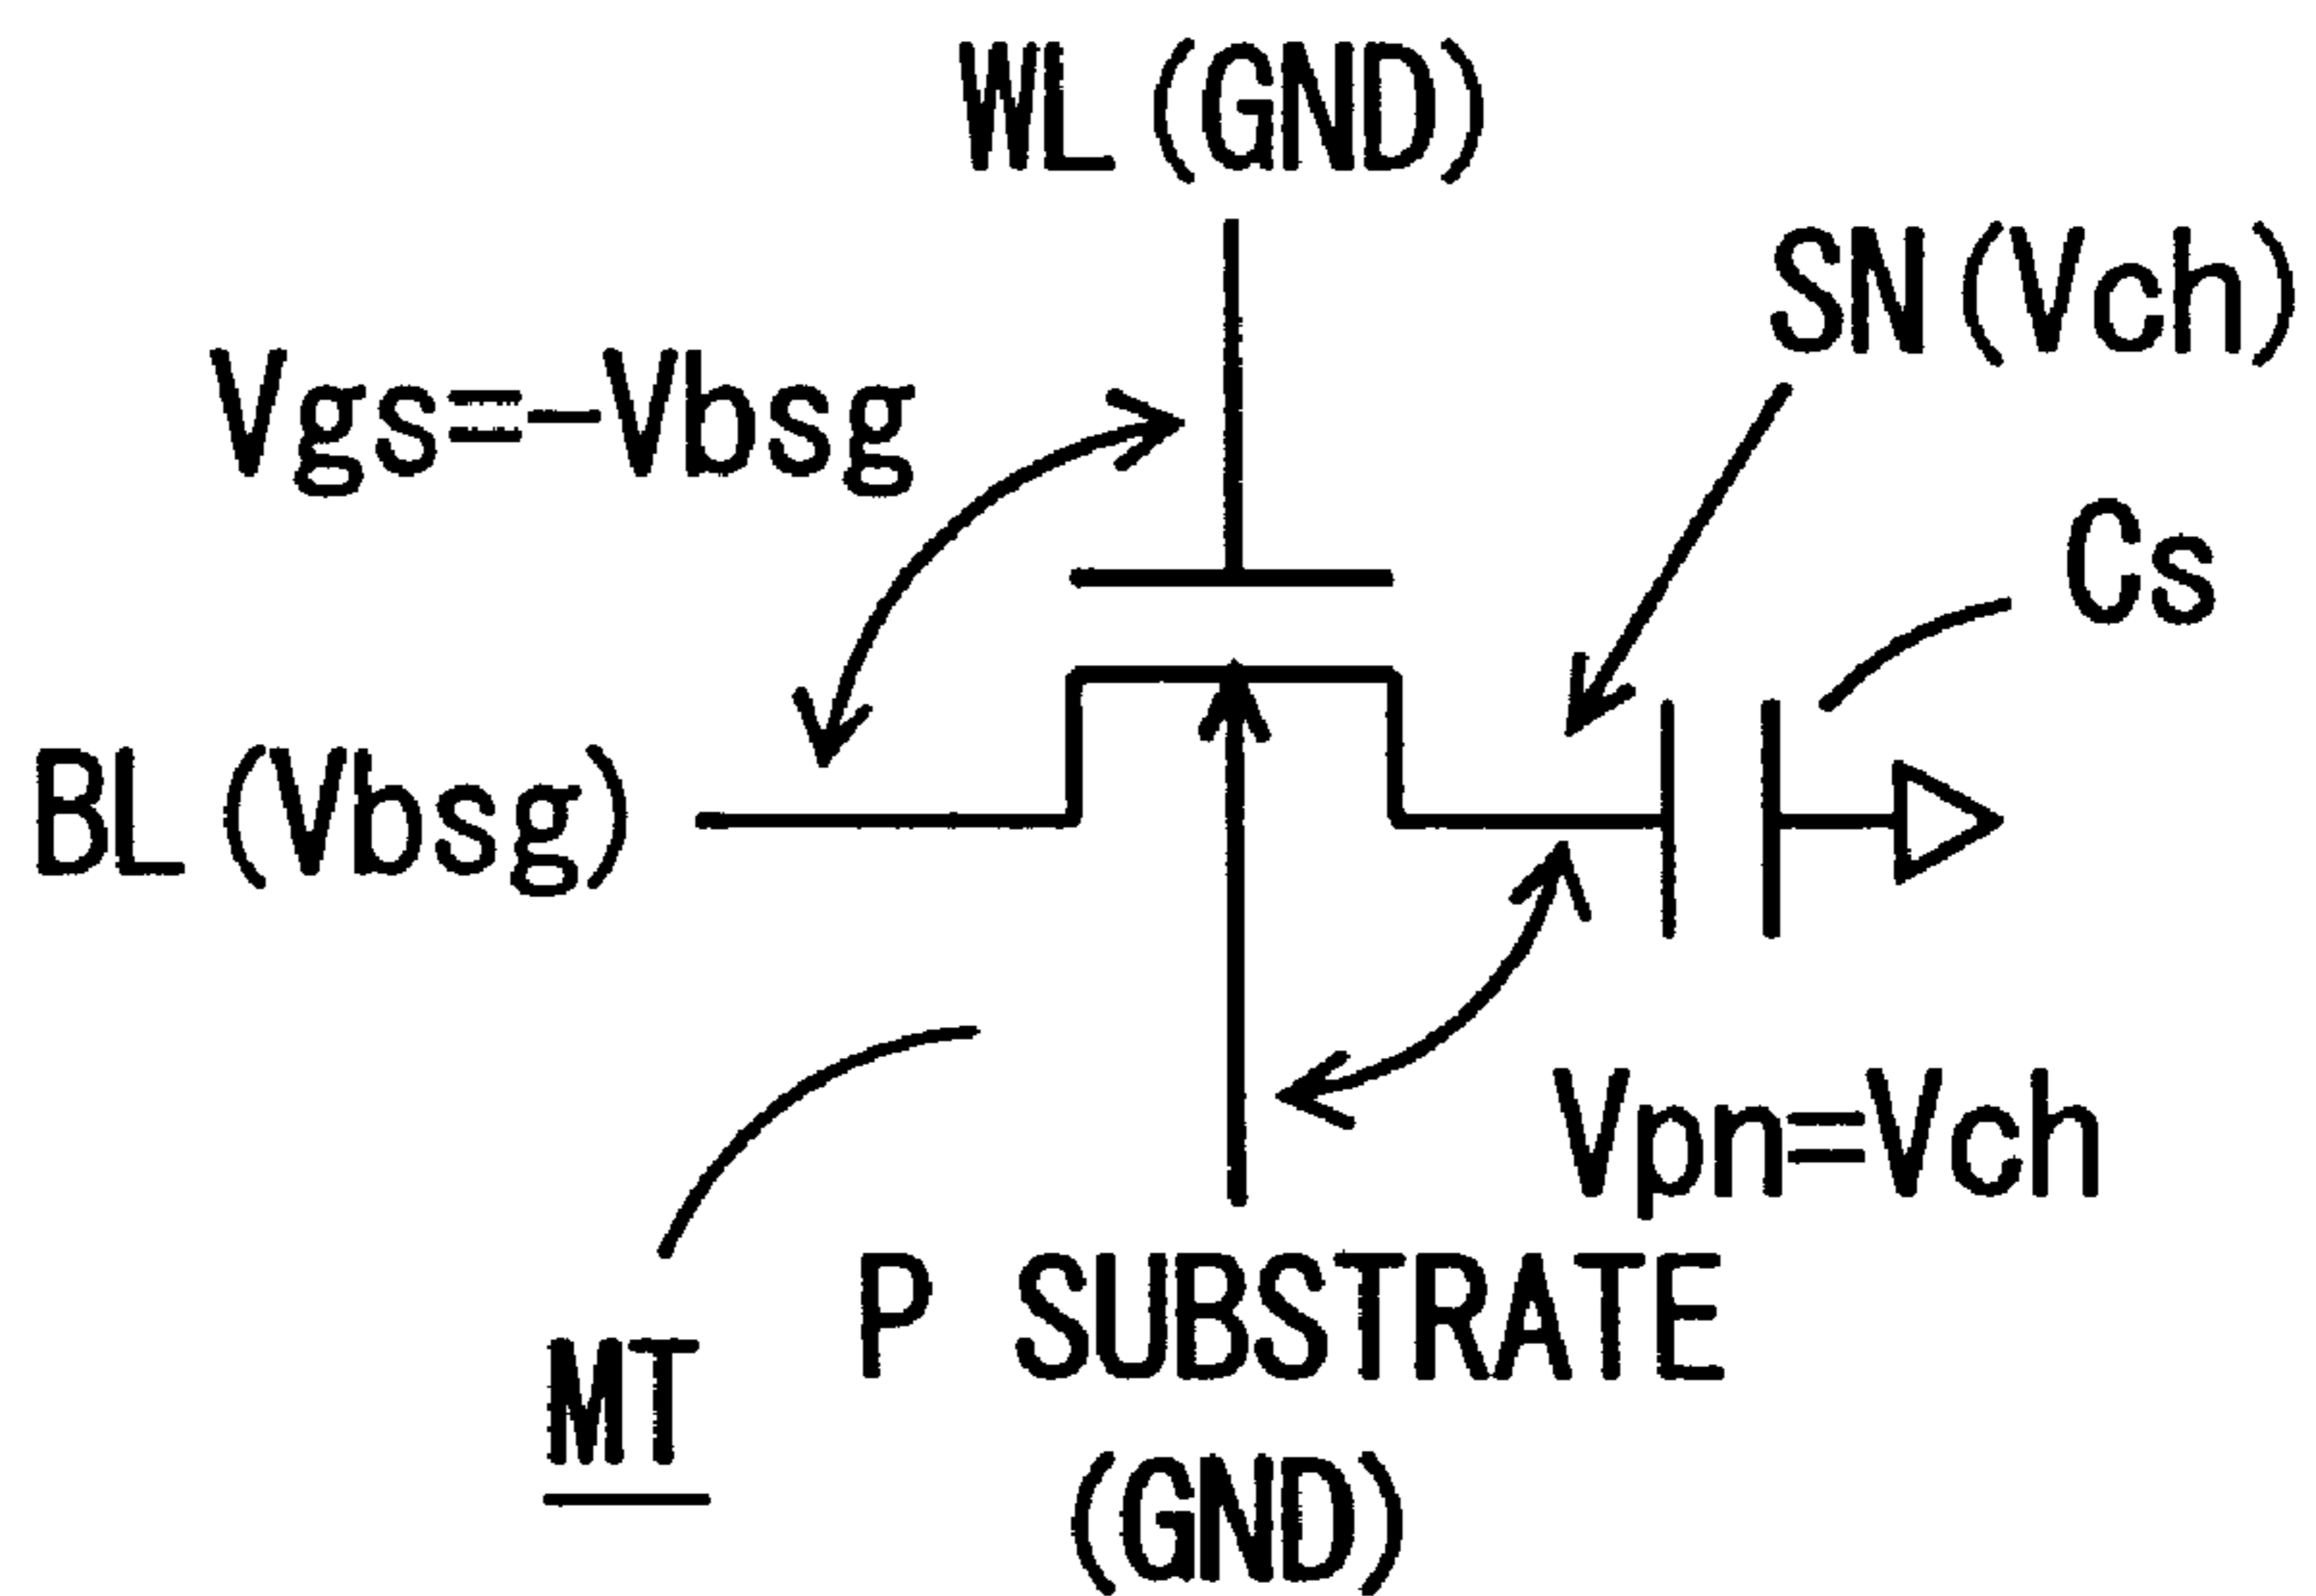 WL (GND)
SN (Vch)
Vgs=-Vbsg
Cs
BL (Vbsg)
Vpn=Vch
P SUBSTRATE
(GND)
MT